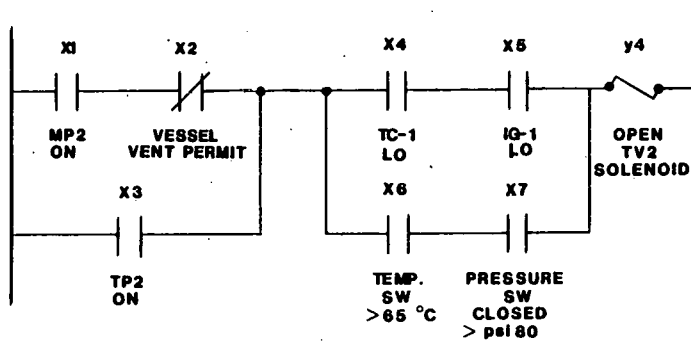 X1
X2
X4
X5
y4
MP2
ON
VESSEL
VENT PERMIT
TC-1
LO
IG-1
LO
OPEN
TV2
SOLENOID
X3
X6
X7
TP2
ON
TEMP.
SW
>65 °C
PRESSURE
SW
CLOSED
> psi 80